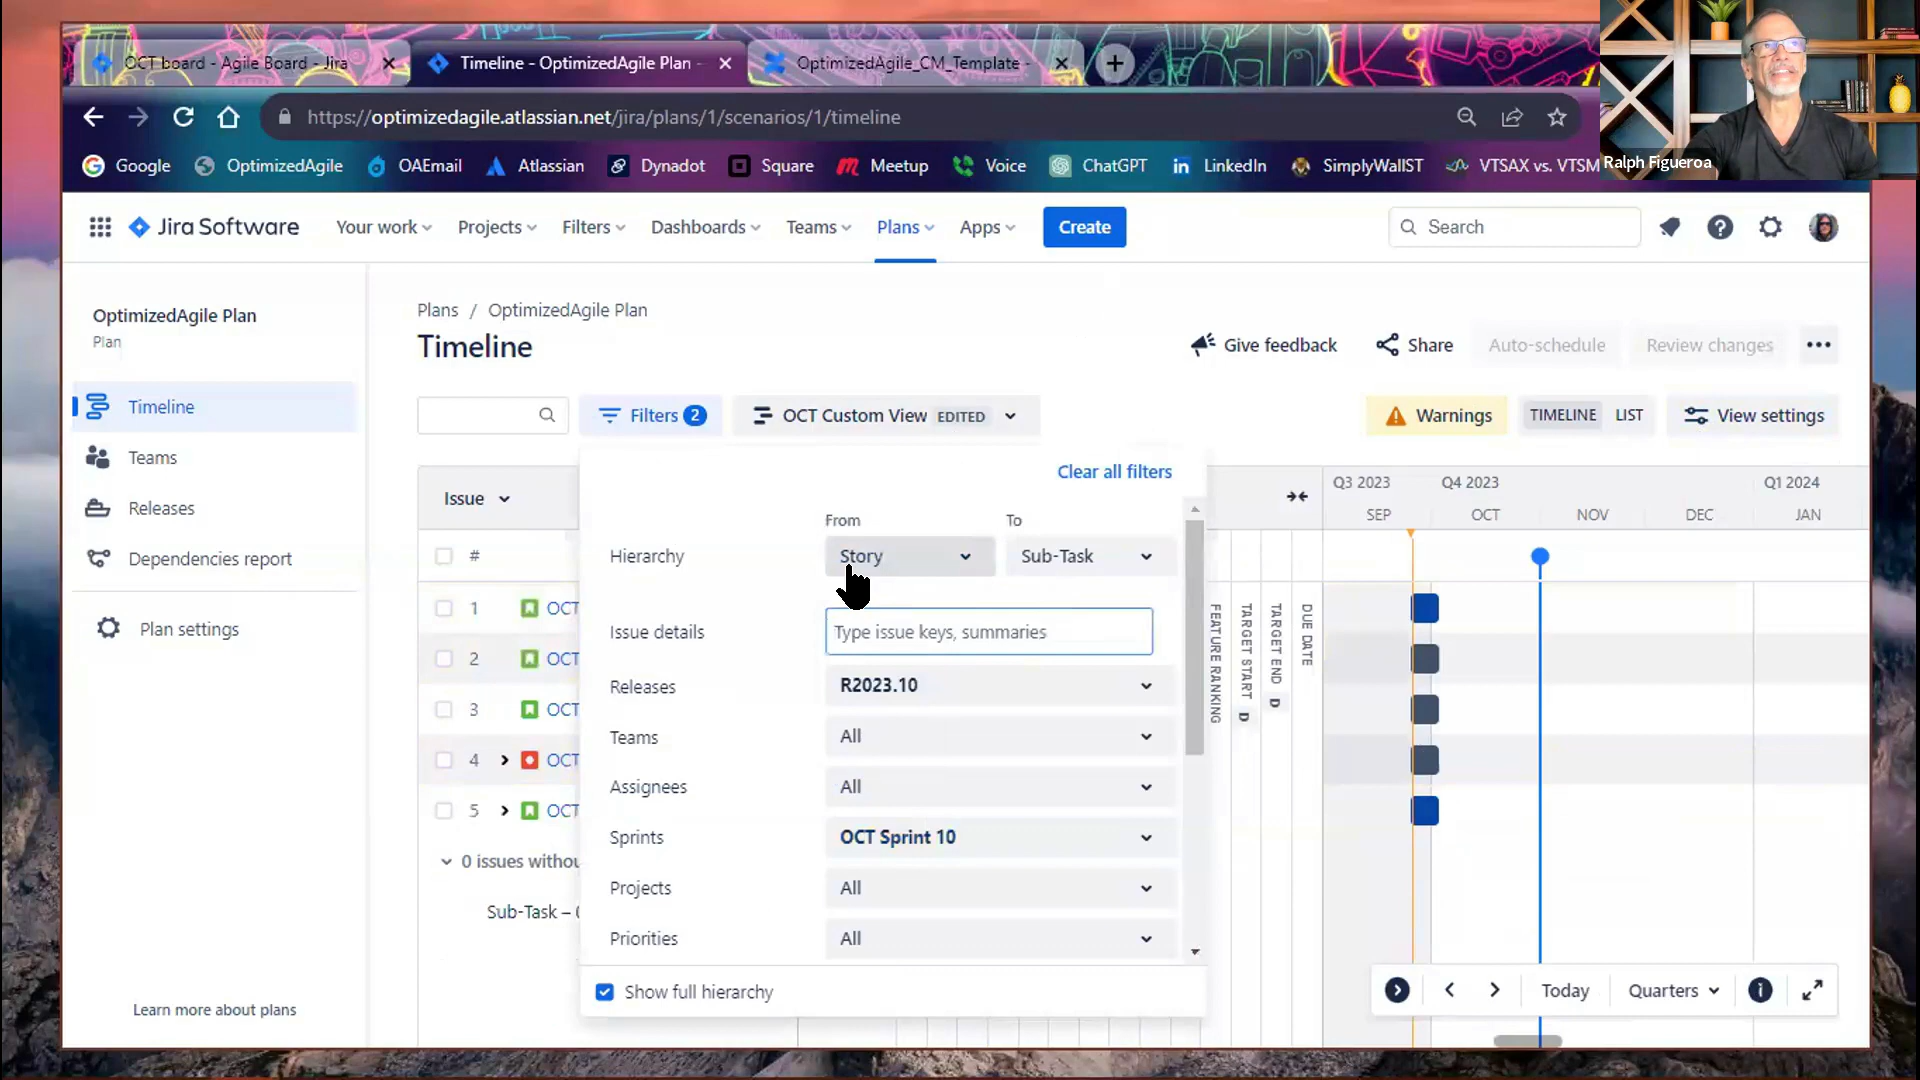 OCT board - Agile Board - Jira
Timeline - OptimizedAgile Plan -
OptimizedAgile_CM_Template -
https://optimizedagile.atlassian.net/jira/plans/1/scenarios/1/timeline
Google
OptimizedAgile
OAEmail
Atlassian
Dynadot
Square
Meetup
Voice
ChatGPT
LinkedIn
SimplyWallST
VTSAX vs. VTSM
Ralph Figueroa
Jira Software
Your work
Projects
Filters
Dashboards
Teams
Plans
Apps
Create
Search
OptimizedAgile Plan
Plan
Timeline
Teams
Releases
Dependencies report
Plan settings
Learn more about plans
Plans / OptimizedAgile Plan
Timeline
Give feedback
Share
Auto-schedule
Review changes
Filters 2
OCT Custom View EDITED
Warnings
TIMELINE
LIST
View settings
Issue
#
1 OCT
2 OCT
3 OCT
4 OCT
5 OCT
0 issues withou
Sub-Task –
Clear all filters
From
To
Hierarchy
Story
Sub-Task
Issue details
Type issue keys, summaries
Releases
R2023.10
Teams
All
Assignees
All
Sprints
OCT Sprint 10
Projects
All
Priorities
All
Show full hierarchy
FEATURE RANKING
TARGET START D
TARGET END D
DUE DATE
Q3 2023
Q4 2023
Q1 2024
SEP
OCT
NOV
DEC
JAN
Today
Quarters